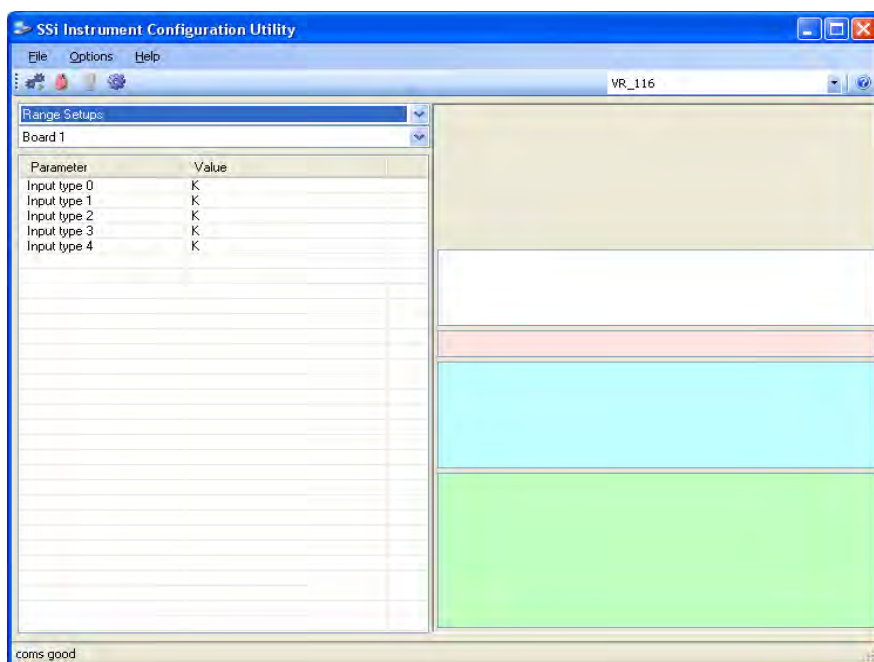 SSi Instrument Configuration Utility
File Options Help
VR_116
Range Setups
Board 1
Parameter Value
Input type 0 K
Input type 1 K
Input type 2 K
Input type 3 K
Input type 4 K
coms good